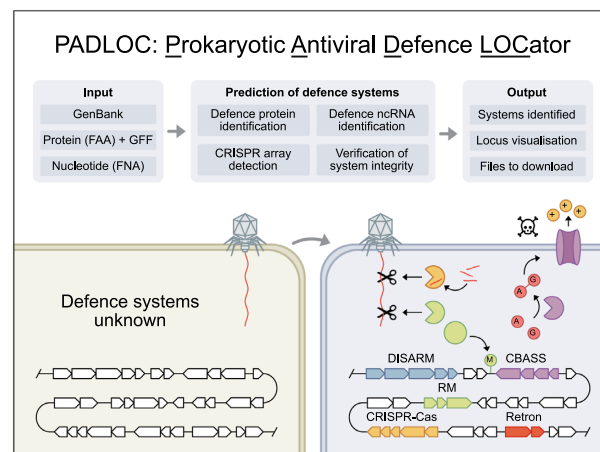 PADLOC: Prokaryotic Antiviral Defence LOCator
Input
GenBank
Protein (FAA) + GFF
Nucleotide (FNA)
Prediction of defence systems
Defence protein
identification
Defence ncRNA
identification
CRISPR array
detection
Verification of
system integrity
Output
Systems identified
Locus visualisation
Files to download
Defence systems
unknown
+ + +
G
A
A
G
M
DISARM
CBASS
RM
CRISPR-Cas
Retron